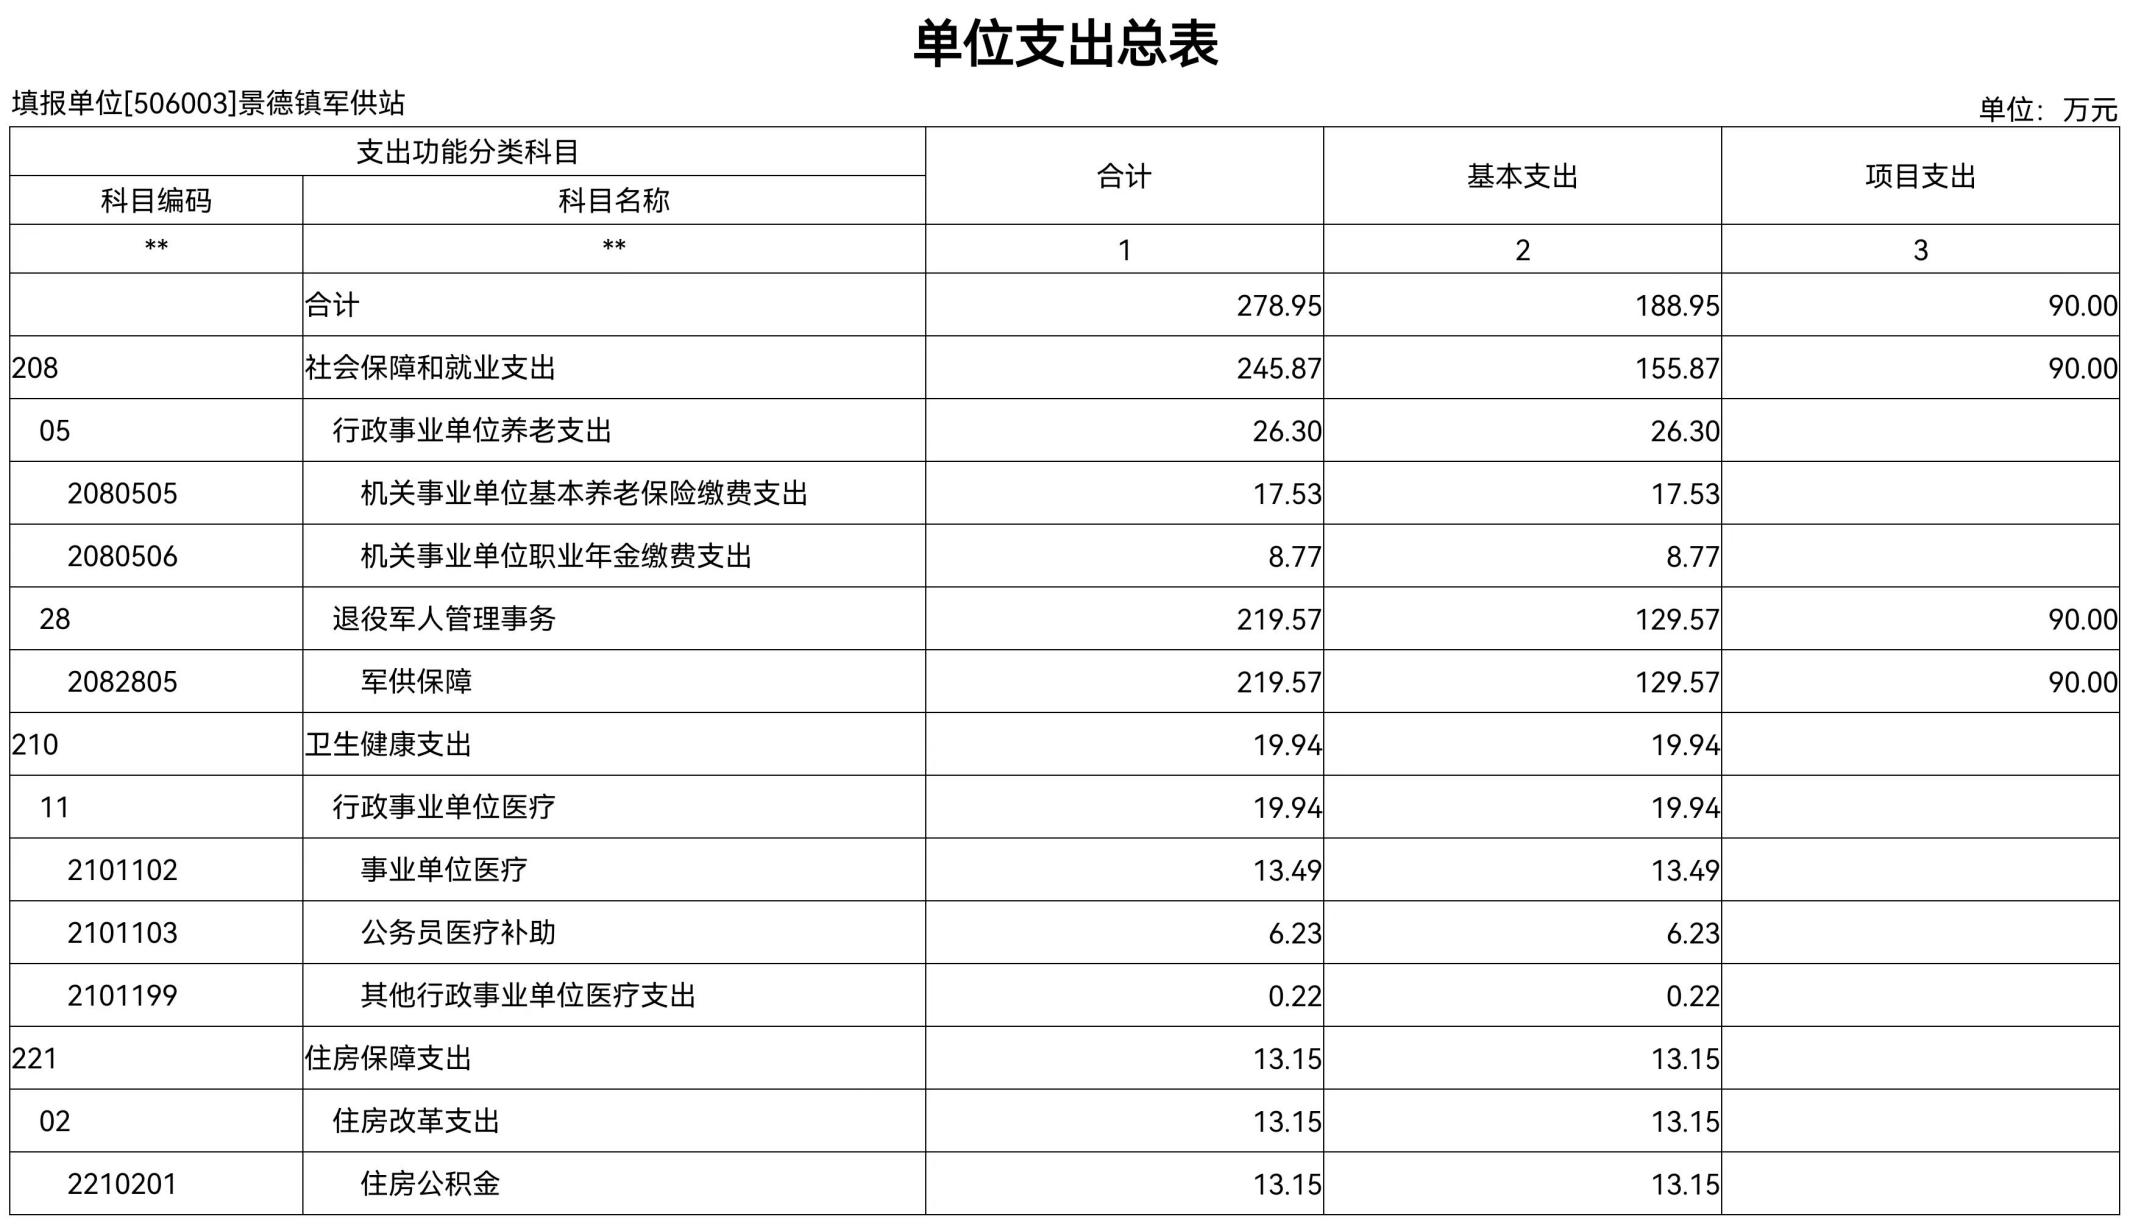 单位支出总表
填报单位[506003]景德镇军供站 单位：万元
支出功能分类科目 合计 基本支出 项目支出
科目编码 科目名称
** ** 1 2 3
合计 278.95 188.95 90.00
208 社会保障和就业支出 245.87 155.87 90.00
05 行政事业单位养老支出 26.30 26.30
2080505 机关事业单位基本养老保险缴费支出 17.53 17.53
2080506 机关事业单位职业年金缴费支出 8.77 8.77
28 退役军人管理事务 219.57 129.57 90.00
2082805 军供保障 219.57 129.57 90.00
210 卫生健康支出 19.94 19.94
11 行政事业单位医疗 19.94 19.94
2101102 事业单位医疗 13.49 13.49
2101103 公务员医疗补助 6.23 6.23
2101199 其他行政事业单位医疗支出 0.22 0.22
221 住房保障支出 13.15 13.15
02 住房改革支出 13.15 13.15
2210201 住房公积金 13.15 13.15